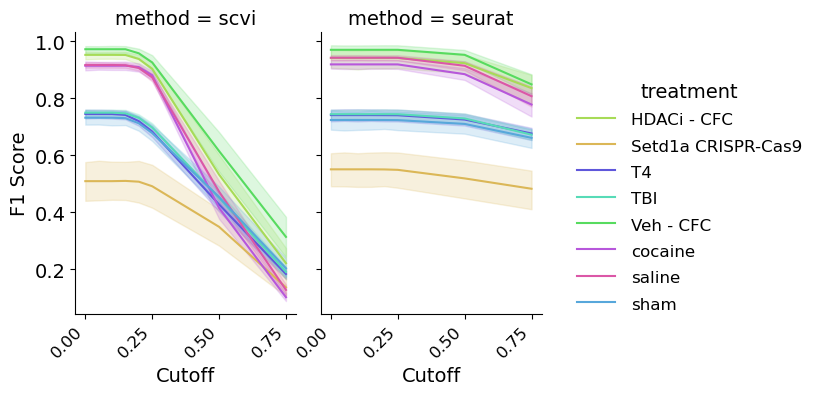 method = scvi
method = seurat
F1 Score
1.0
0.8
0.6
0.4
0.2
0.00
0.25
0.50
0.75
Cutoff
0.00
0.25
0.50
0.75
Cutoff
treatment
HDACi - CFC
Setd1a CRISPR-Cas9
T4
TBI
Veh - CFC
cocaine
saline
sham